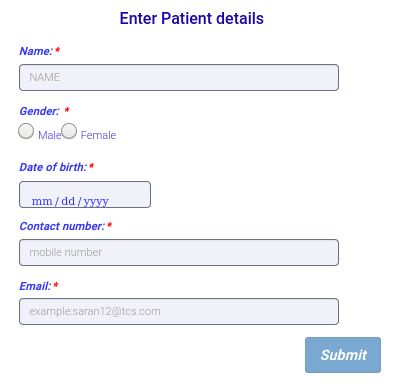 Enter Patient details
Name:*
NAME
Gender: *
Male Female
Date of birth:*
mm/dd/yyyy
Contact number:*
mobile number
Email:*
example:saran12@tcs.com
Submit